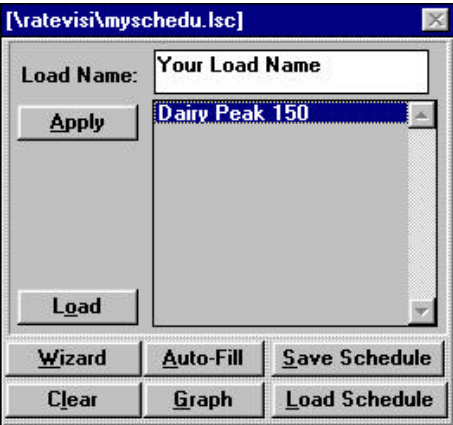 [\ratevisi\myschedu.lsc]
Load Name:
Your Load Name
Apply
Dairy Peak 150
Load
Wizard
Auto-Fill
Save Schedule
Clear
Graph
Load Schedule